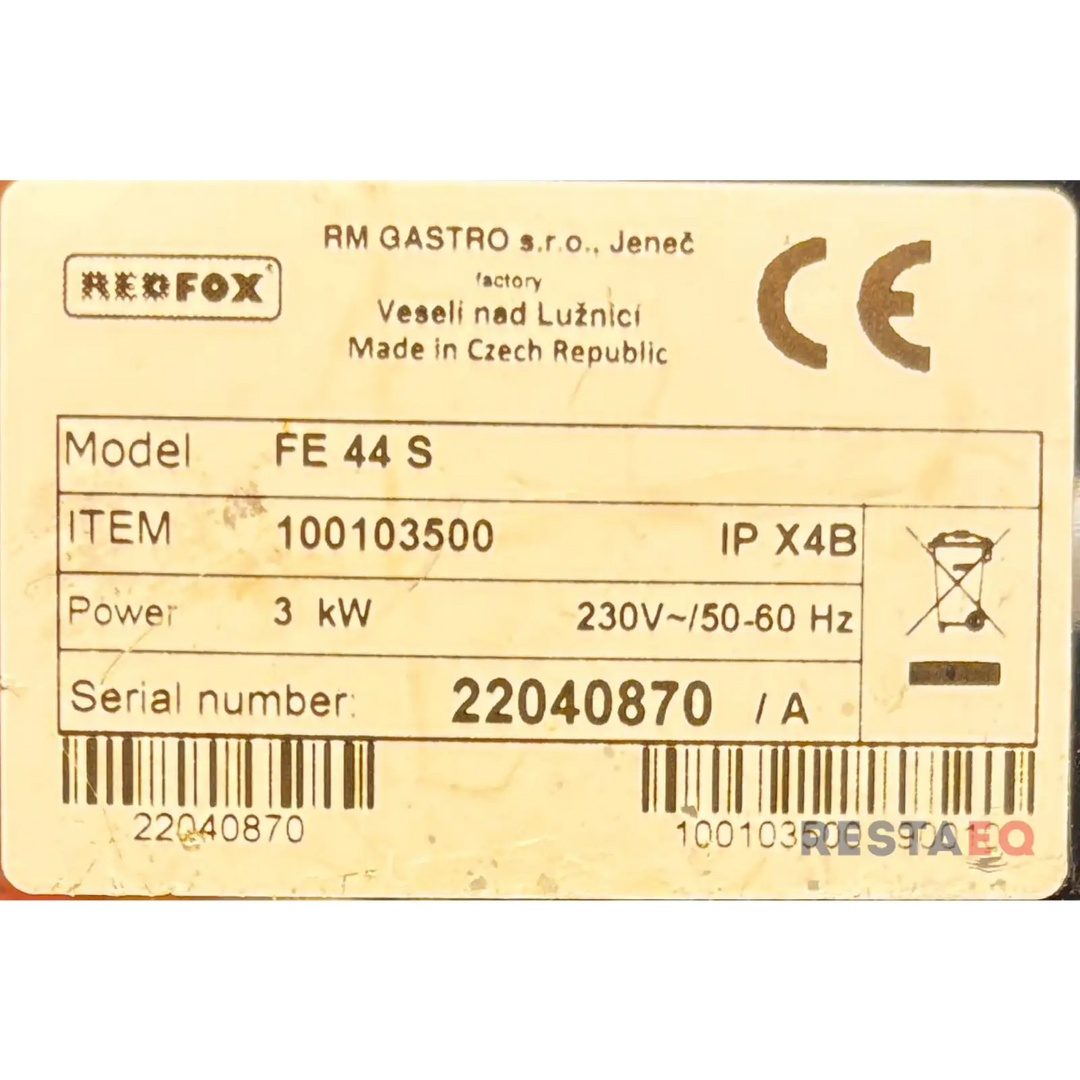 REDFOX
RM GASTRO s.r.o., Jeneč
factory
Veselí nad Lužnicí
Made in Czech Republic
CE
Model FE 44 S
ITEM 100103500 IP X4B
Power 3 kW 230V~/50-60 Hz
Serial number: 22040870 / A
22040870
RESTAEQ